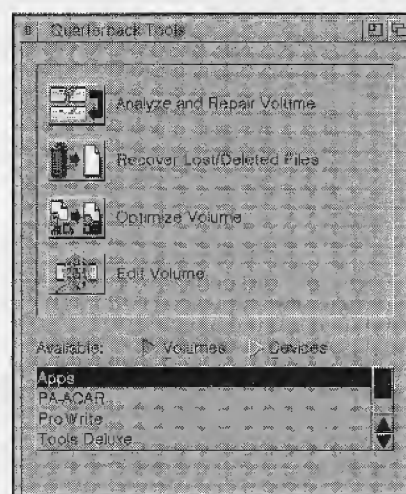 Quarterback Tools
Analyze and Repair Volume
Recover Lost/Deleted Files
Optimize Volume
Edit Volume
Available: Volumes Devices
Apps
PA-ACAR
ProWrite
Tools Deluxe